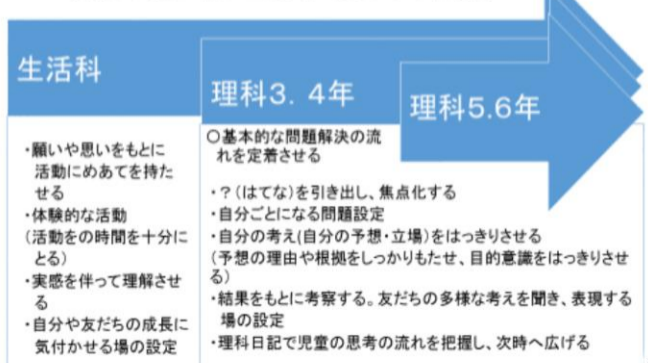 生活科
理科3．4年
理科5.6年
・願いや思いをもとに
活動にめあてを持た
せる
・体験的な活動
(活動をの時間を十分に
とる)
・実感を伴って理解させ
る
・自分や友だちの成長に
気付かせる場の設定
○基本的な問題解決の流
れを定着させる
・？(はてな)を引き出し、焦点化する
・自分ごとになる問題設定
・自分の考え(自分の予想・立場)をはっきりさせる
(予想の理由や根拠をしっかりもたせ、目的意識をはっきりさせ
る)
・結果をもとに考察する。友だちの多様な考えを聞き、表現する
場の設定
・理科日記で児童の思考の流れを把握し、次時へ広げる